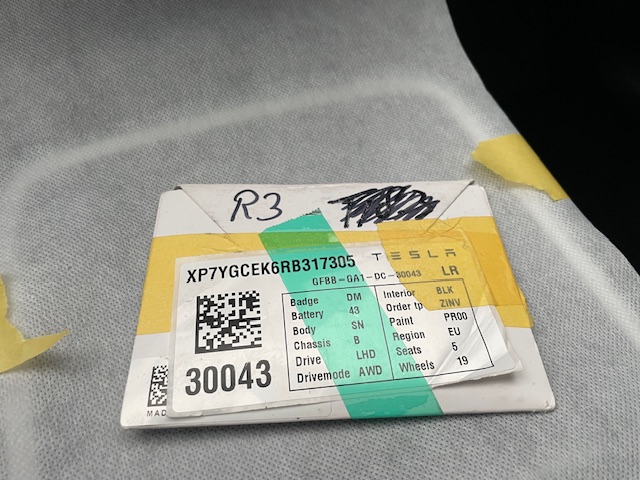 R3
XP7YGCEK6RB317305 TESLA
GFBB-GA1-DC-30043 LR
Badge DM Interior BLK
Battery 43 Order tp ZINV
Body SN Paint PR00
Chassis B Region EU
Drive LHD Seats 5
Drivemode AWD Wheels 19
30043
MAD